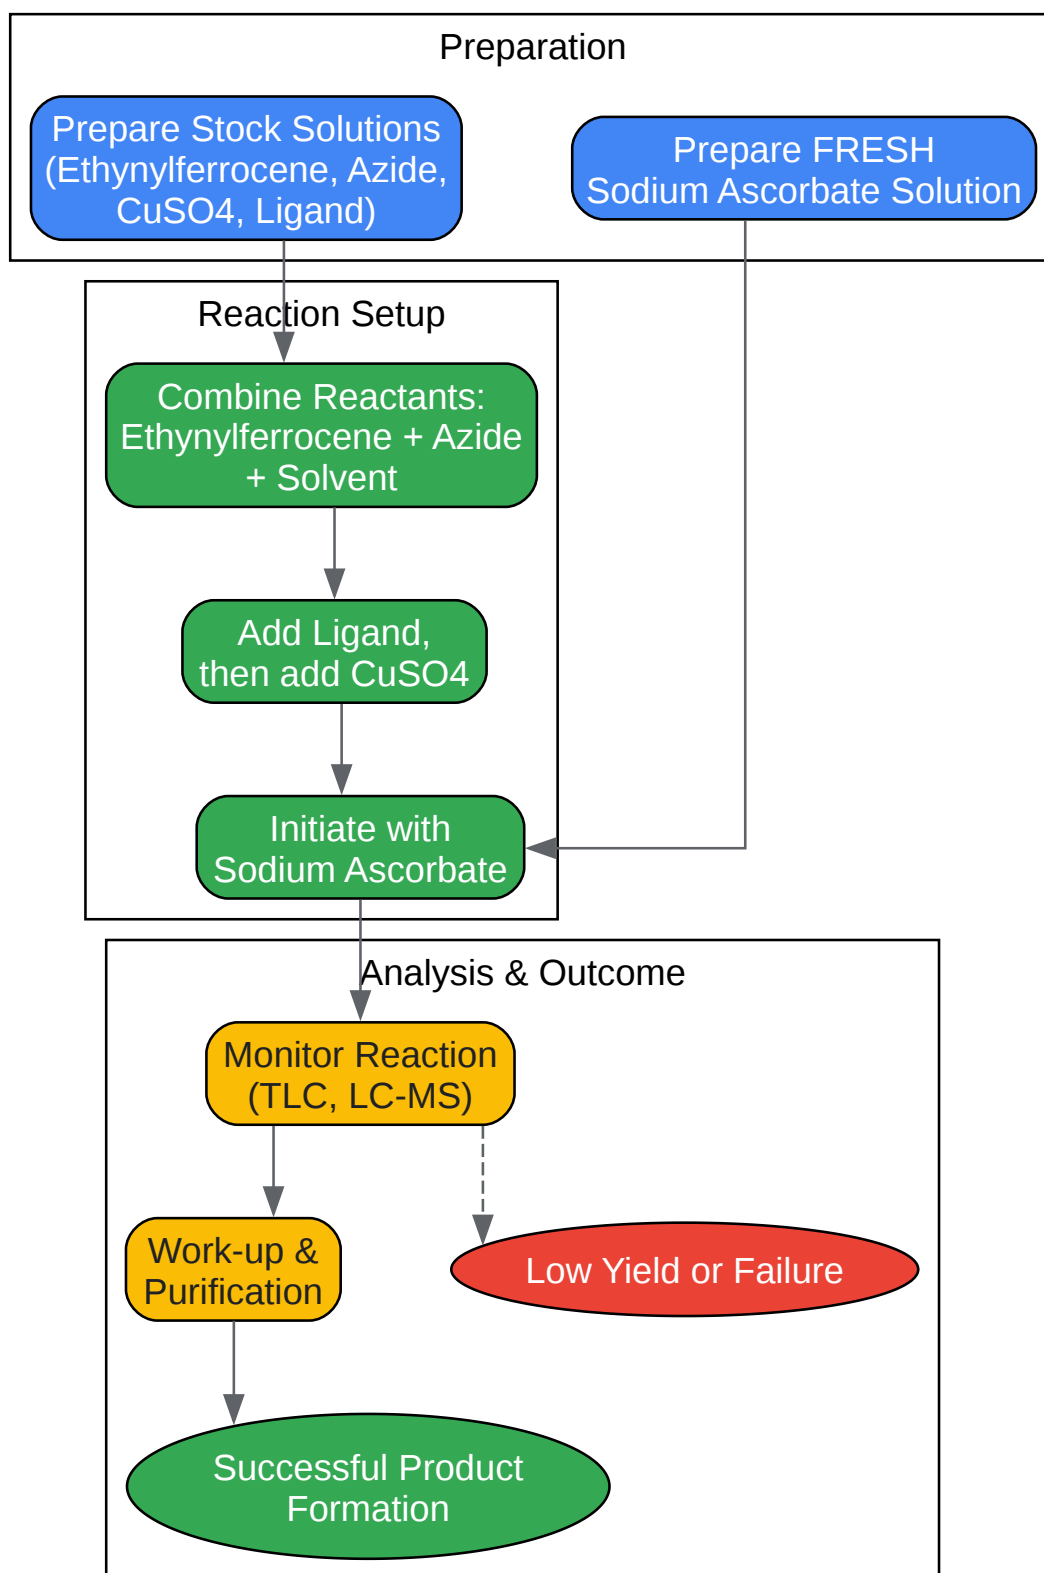 Preparation
Prepare Stock Solutions
(Ethynylferrocene, Azide,
CuSO4, Ligand)
Prepare FRESH
Sodium Ascorbate Solution
Reaction Setup
Combine Reactants:
Ethynylferrocene + Azide
+ Solvent
Add Ligand,
then add CuSO4
Initiate with
Sodium Ascorbate
Analysis & Outcome
Monitor Reaction
(TLC, LC-MS)
Work-up &
Purification
Low Yield or Failure
Successful Product
Formation